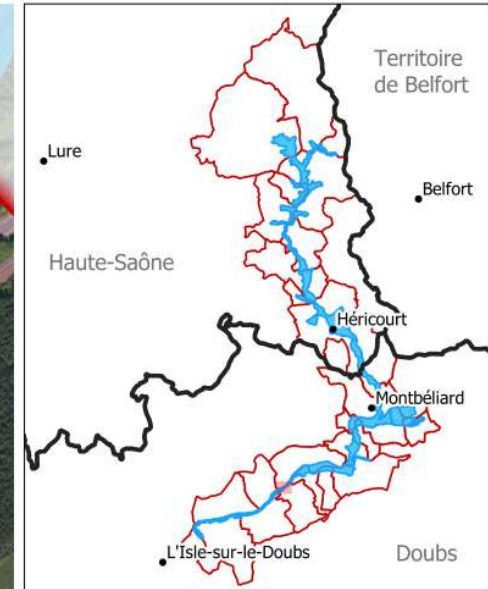 Territoire
de Belfort
Lure
Belfort
Haute-Saône
Héricourt
Montbéliard
L'Isle-sur-le-Doubs
Doubs